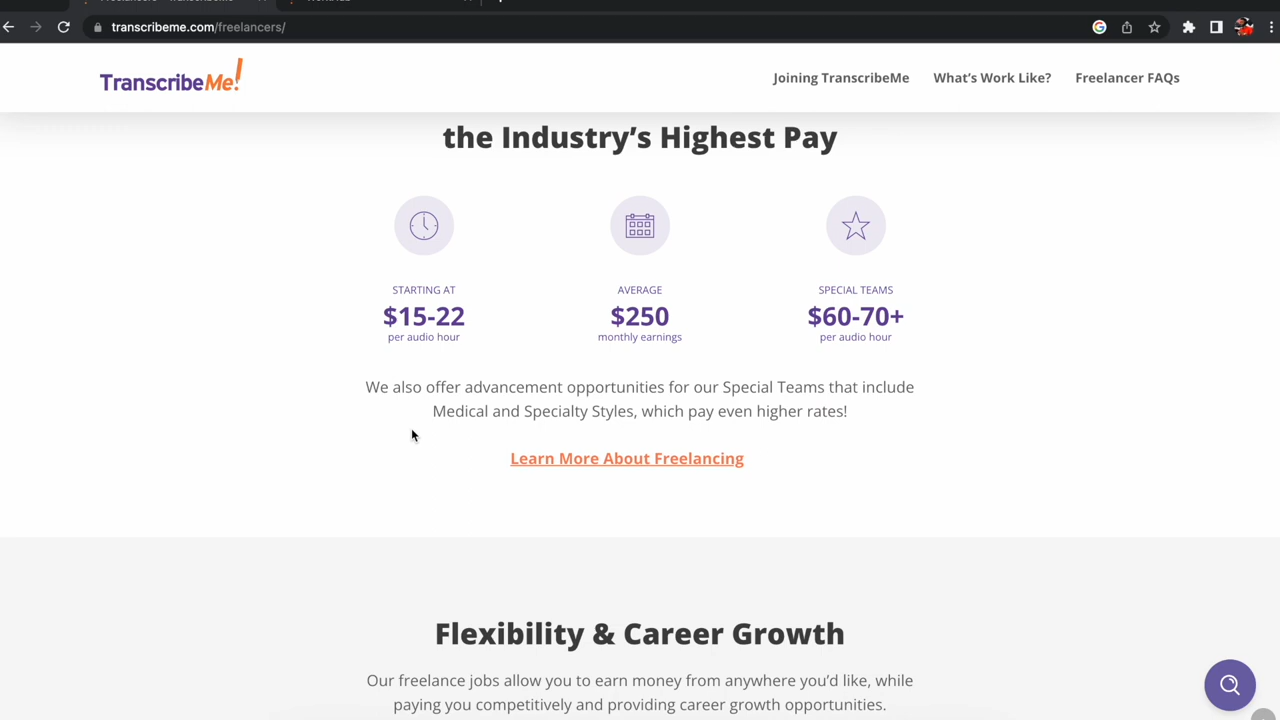 transcribeme.com/freelancers/
TranscribeMe!
Joining TranscribeMe
What's Work Like?
Freelancer FAQs
the Industry's Highest Pay
STARTING AT
$15-22
per audio hour
AVERAGE
$250
monthly earnings
SPECIAL TEAMS
$60-70+
per audio hour
We also offer advancement opportunities for our Special Teams that include
Medical and Specialty Styles, which pay even higher rates!
Learn More About Freelancing
Flexibility & Career Growth
Our freelance jobs allow you to earn money from anywhere you'd like, while
paying you competitively and providing career growth opportunities.